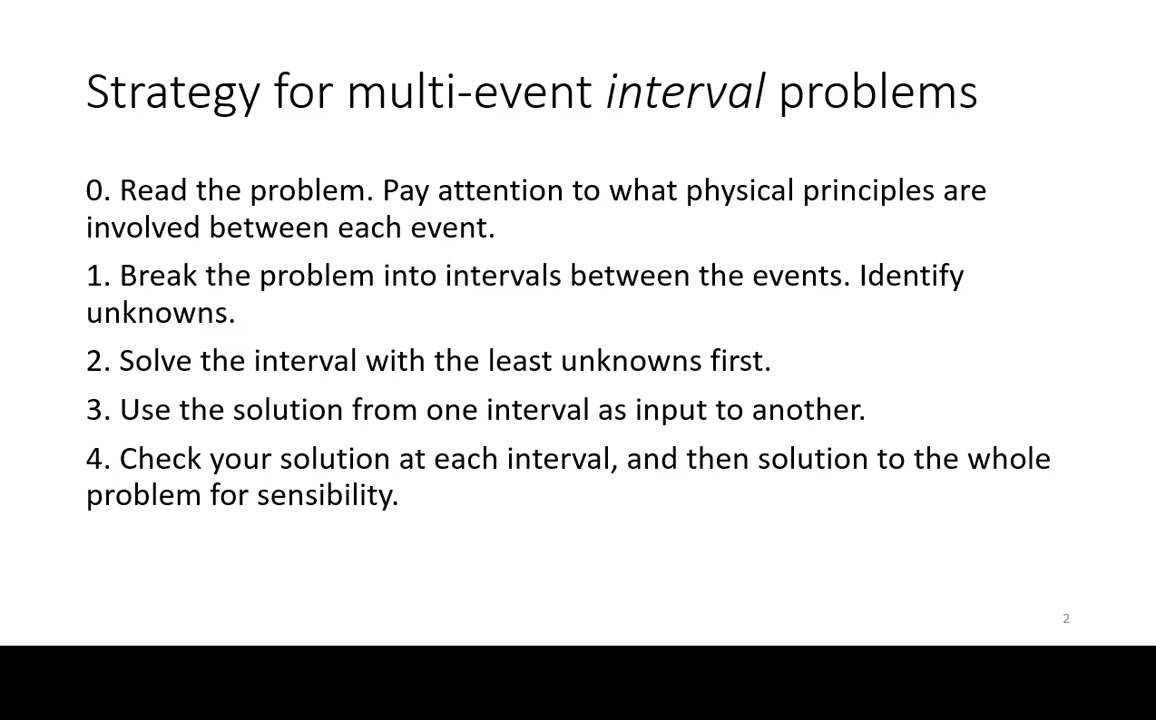 Strategy for multi-event interval problems
0. Read the problem. Pay attention to what physical principles are
involved between each event.
1. Break the problem into intervals between the events. Identify
unknowns.
2. Solve the interval with the least unknowns first.
3. Use the solution from one interval as input to another.
4. Check your solution at each interval, and then solution to the whole
problem for sensibility.
2